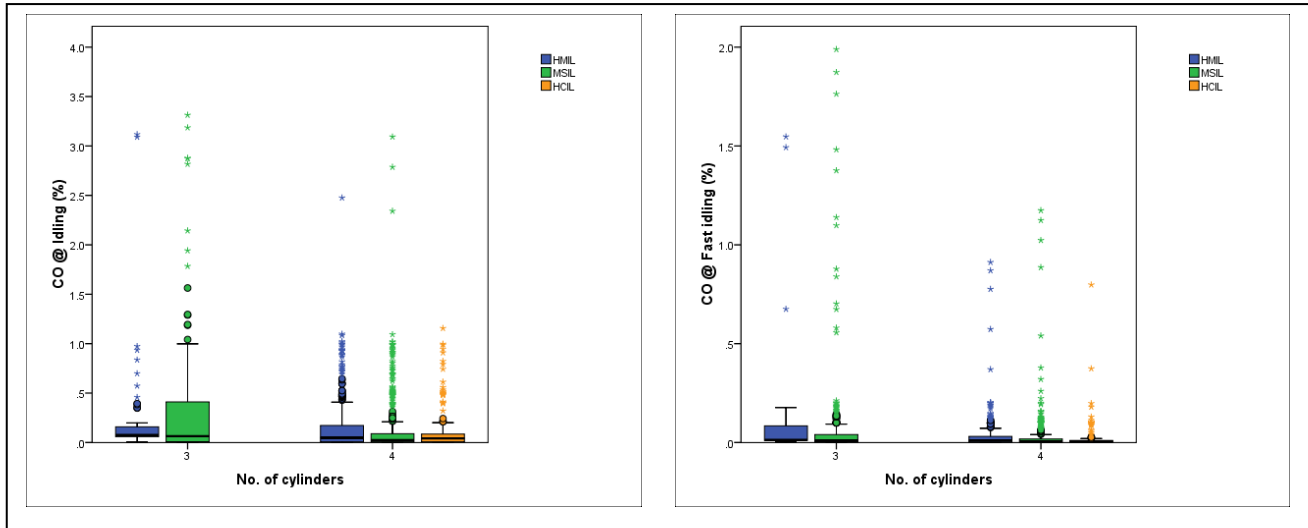 4.0
3.5
3.0
2.5
2.0
1.5
1.0
.5
.0
CO @ Idling (%)
3 4
No. of cylinders
HMIL
MSIL
HCIL
2.0
1.5
1.0
.5
.0
CO @ Fast idling (%)
3 4
No. of cylinders
HMIL
MSIL
HCIL